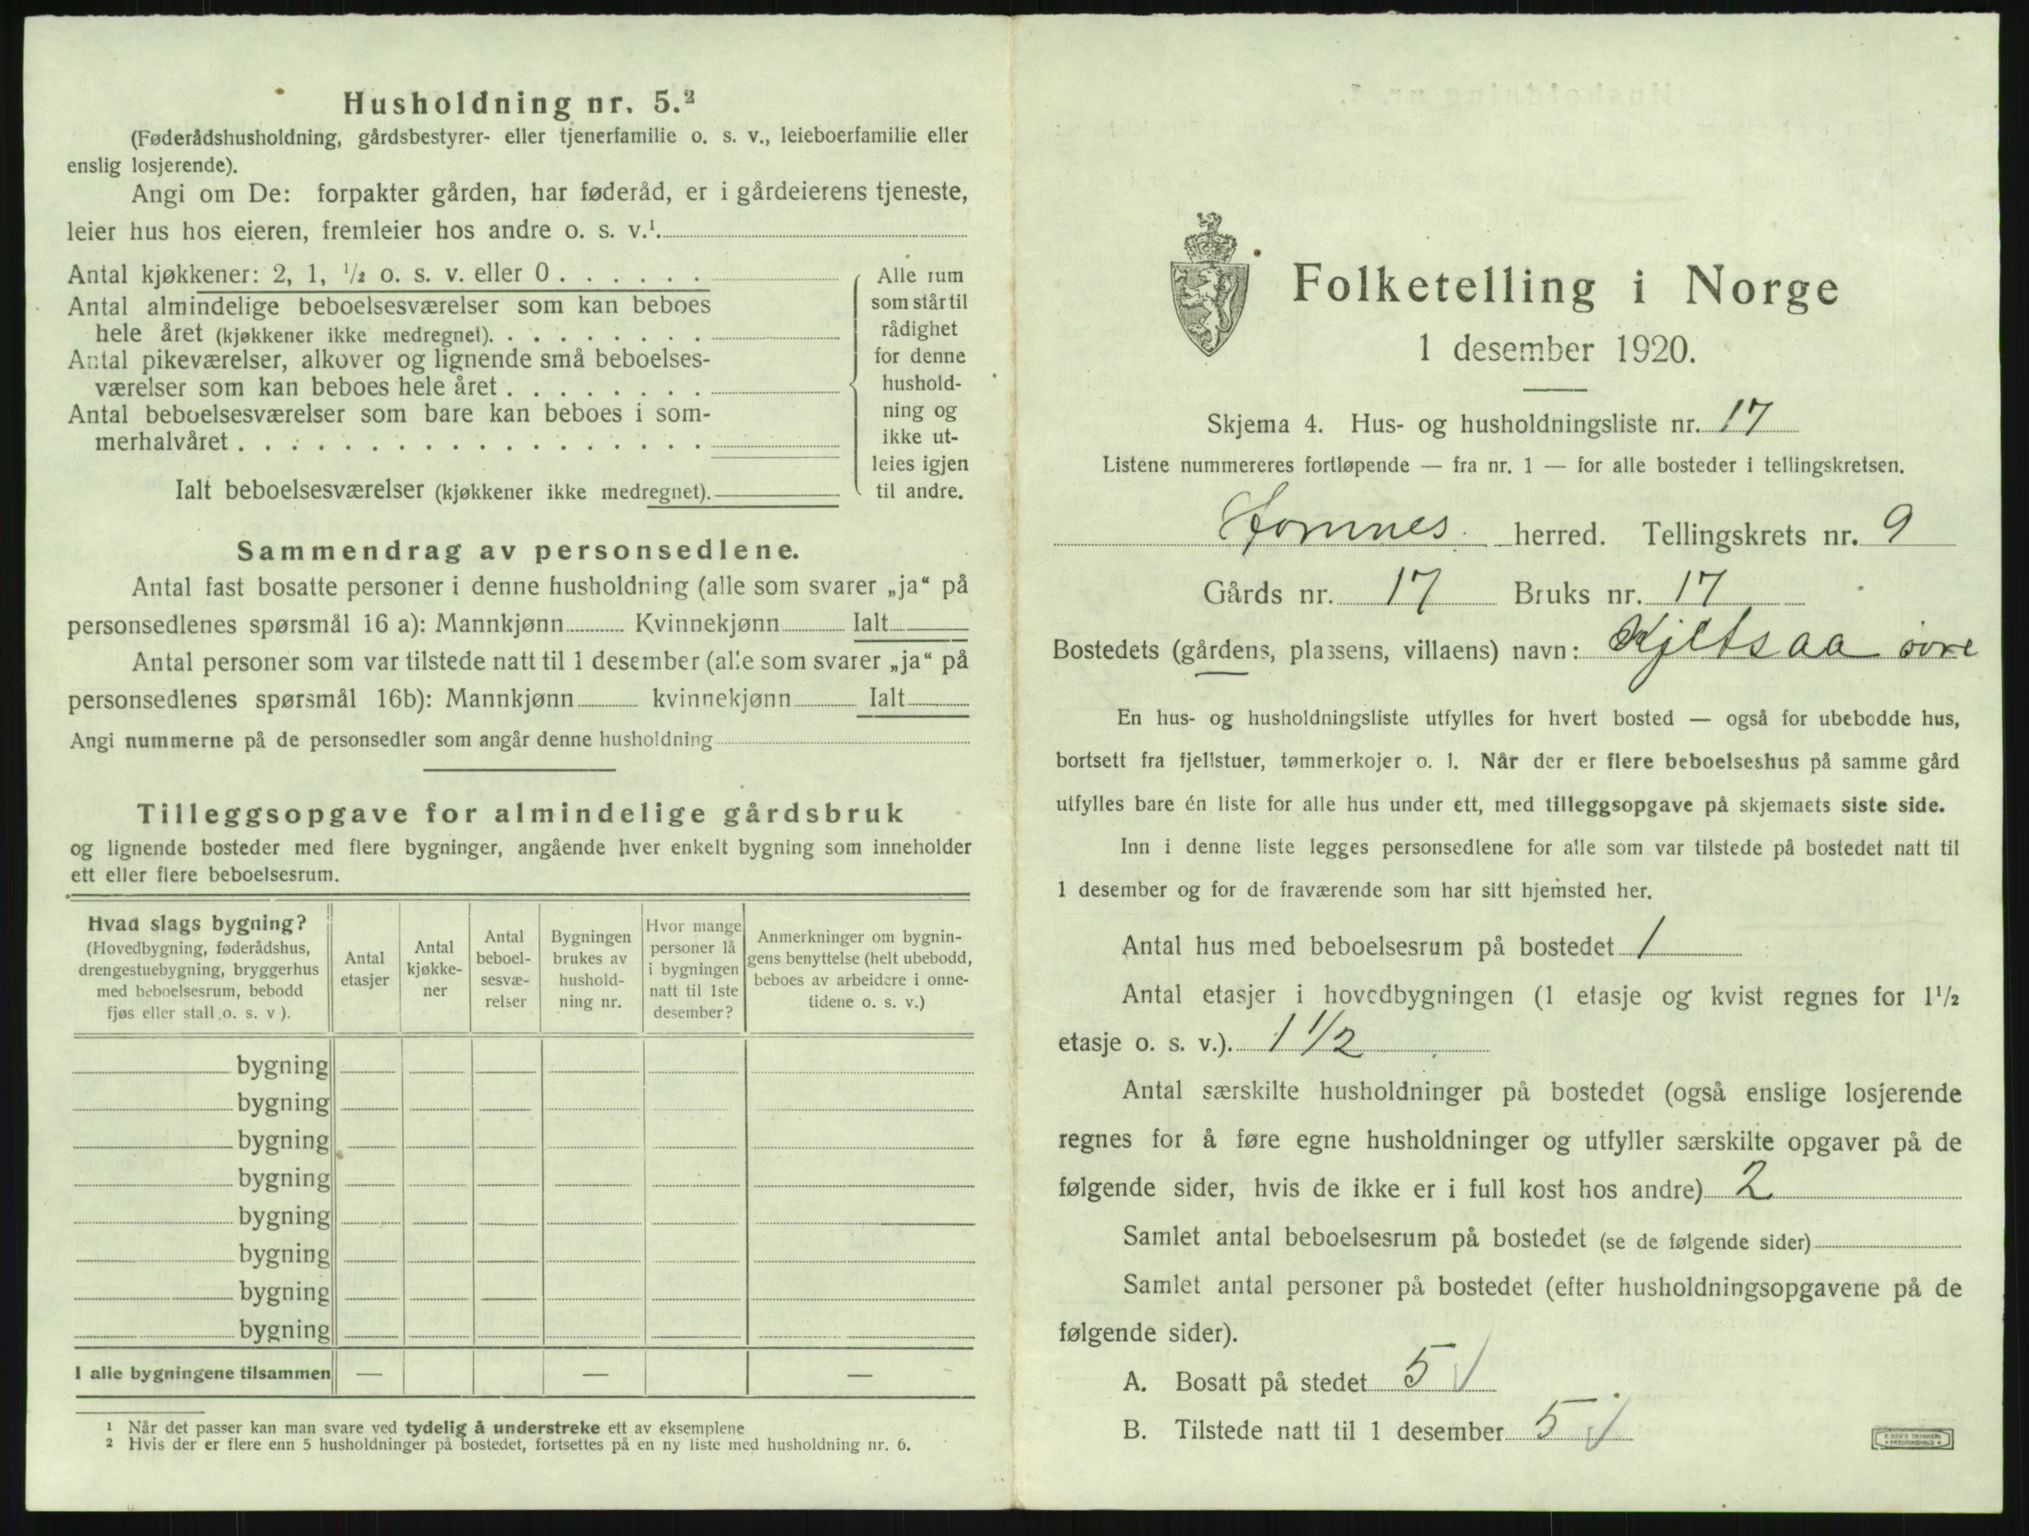 Husholdning nr. 5.²
(Føderådshusholdning, gårdsbestyrer- eller tjenerfamilie o. s. v., leieboerfamilie eller
enslig losjerende).
Angi om De: forpakter gården, har føderåd, er i gårdeierens tjeneste,
leier hus hos eieren, fremleier hos andre o. s. v.¹.
Antal kjøkkener: 2, 1, ½ o. s. v. eller 0 . . . . . .
Antal almindelige beboelsesværelser som kan beboes
hele året (kjøkkener ikke medregnet). . . . . . . . .
Antal pikeværelser, alkover og lignende små beboelses-
værelser som kan beboes hele året . . . . . . . .
Antal beboelsesværelser som bare kan beboes i som-
merhalvåret . . . . . . . . . . . . . . . . . .
Ialt beboelsesværelser (kjøkkener ikke medregnet).
Alle rum
som står til
rådighet
for denne
hushold-
ning og
ikke ut-
leies igjen
til andre.
Sammendrag av personsedlene.
Antal fast bosatte personer i denne husholdning (alle som svarer „ja“ på
personsedlenes spørsmål 16 a): Mannkjønn Kvinnekjønn Ialt
Antal personer som var tilstede natt til 1 desember (alle som svarer „ja“ på
personsedlenes spørsmål 16b): Mannkjønn kvinnekjønn Ialt
Angi nummerne på de personsedler som angår denne husholdning
Tilleggsopgave for almindelige gårdsbruk
og lignende bosteder med flere bygninger, angående hver enkelt bygning som inneholder
ett eller flere beboelsesrum.
Hvad slags bygning?
(Hovedbygning, føderådshus,
drengestuebygning, bryggerhus
med beboelsesrum, bebodd
fjøs eller stall o. s. v ).
Antal
etasjer
Antal
kjøkke-
ner
Antal
beboel-
sesvæ-
relser
Bygningen
brukes av
hushold-
ning nr.
Hvor mange
personer lå
i bygningen
natt til 1ste
desember?
Anmerkninger om bygnin-
gens benyttelse (helt ubebodd,
beboes av arbeidere i onne-
tidene o. s. v.)
bygning
bygning
bygning
bygning
bygning
bygning
bygning
bygning
I alle bygningene tilsammen — — —
¹ Når det passer kan man svare ved tydelig å understreke ett av eksemplene
² Hvis der er flere enn 5 husholdninger på bostedet, fortsettes på en ny liste med husholdning nr. 6.
Folketelling i Norge
1 desember 1920.
Skjema 4. Hus- og husholdningsliste nr. 17
Listene nummereres fortløpende — fra nr. 1 — for alle bosteder i tellingskretsen.
Hornnes herred. Tellingskrets nr. 9
Gårds nr. 17 Bruks nr. 17
Bostedets (gårdens, plassens, villaens) navn: Kjetsaa övre
En hus- og husholdningsliste utfylles for hvert bosted — også for ubebodde hus,
bortsett fra fjellstuer, tømmerkojer o. l. Når der er flere beboelseshus på samme gård
utfylles bare én liste for alle hus under ett, med tilleggsopgave på skjemaets siste side.
Inn i denne liste legges personsedlene for alle som var tilstede på bostedet natt til
1 desember og for de fraværende som har sitt hjemsted her.
Antal hus med beboelsesrum på bostedet 1
Antal etasjer i hovedbygningen (1 etasje og kvist regnes for 1½
etasje o. s. v.). 1 1/2
Antal særskilte husholdninger på bostedet (også enslige losjerende
regnes for å føre egne husholdninger og utfyller særskilte opgaver på de
følgende sider, hvis de ikke er i full kost hos andre) 2
Samlet antal beboelsesrum på bostedet (se de følgende sider)
Samlet antal personer på bostedet (efter husholdningsopgavene på de
følgende sider).
A. Bosatt på stedet 5 √
B. Tilstede natt til 1 desember 5 √